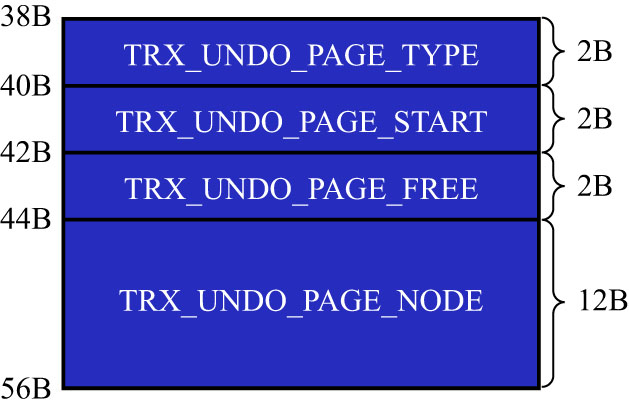 38B
TRX_UNDO_PAGE_TYPE 2B
40B
TRX_UNDO_PAGE_START 2B
42B
TRX_UNDO_PAGE_FREE 2B
44B
TRX_UNDO_PAGE_NODE 12B
56B